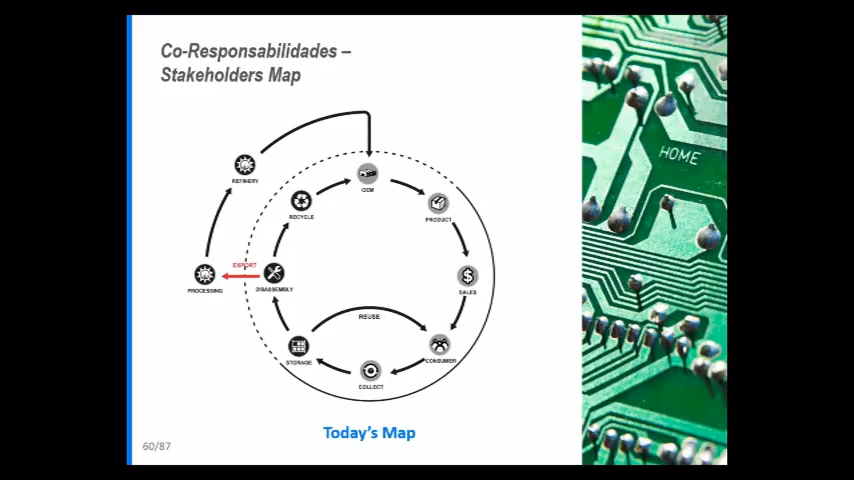 Co-Responsabilidades –
Stakeholders Map
REFINERY
OEM
RECYCLE
PRODUCT
EXPORT
PROCESSING
DISASSEMBLY
SALES
REUSE
STORAGE
CONSUMER
COLLECT
Today's Map
60/87
HOME